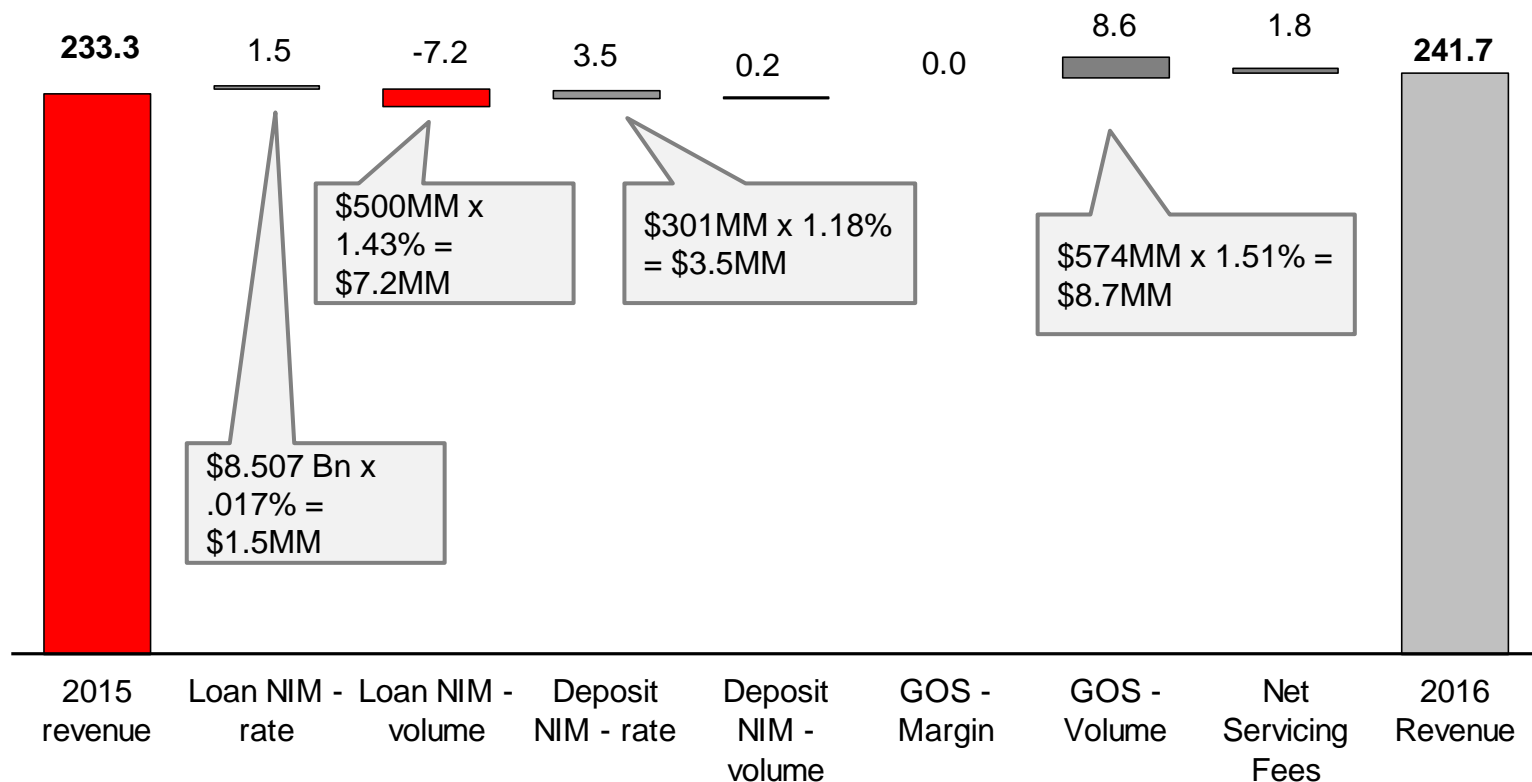 233.3
1.5
-7.2
3.5
0.2
0.0
8.6
1.8
241.7
$500MM x
1.43% =
$7.2MM
$301MM x 1.18%
= $3.5MM
$574MM x 1.51% =
$8.7MM
$8.507 Bn x
.017% =
$1.5MM
2015
revenue
Loan NIM -
rate
Loan NIM -
volume
Deposit
NIM - rate
Deposit
NIM -
volume
GOS -
Margin
GOS -
Volume
Net
Servicing
Fees
2016
Revenue